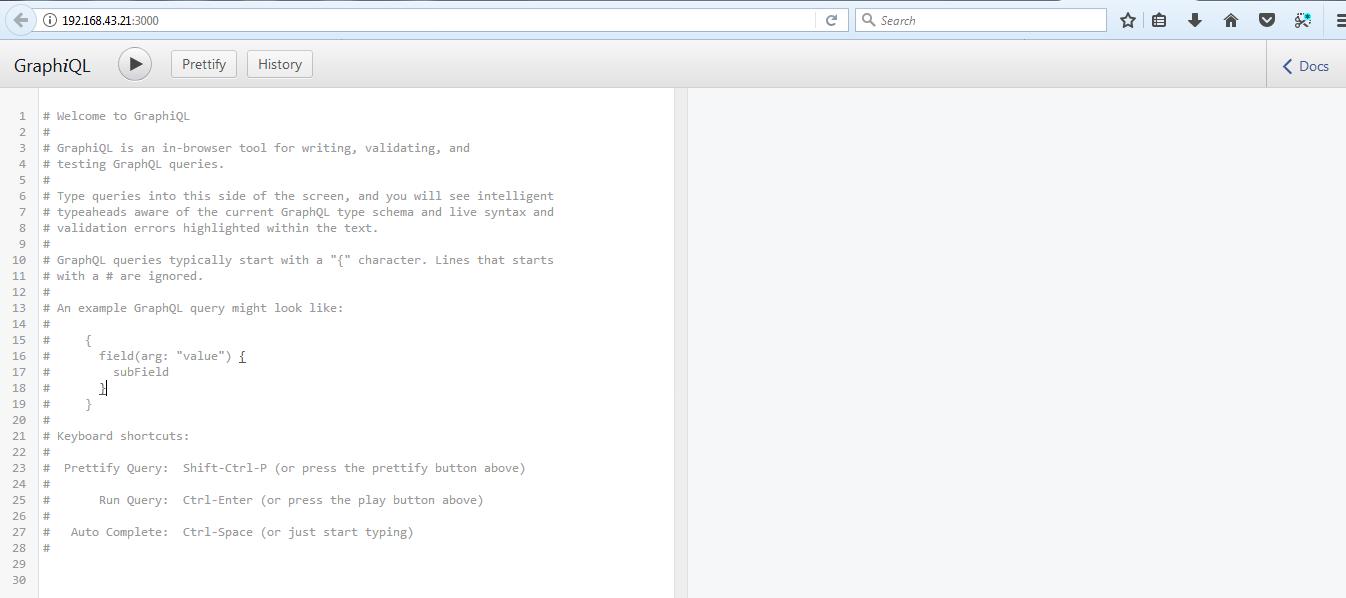 192.168.43.21:3000
Search
GraphiQL
Prettify
History
Docs
1 # Welcome to GraphiQL
2 #
3 # GraphiQL is an in-browser tool for writing, validating, and
4 # testing GraphQL queries.
5 #
6 # Type queries into this side of the screen, and you will see intelligent
7 # typeaheads aware of the current GraphQL type schema and live syntax and
8 # validation errors highlighted within the text.
9 #
10 # GraphQL queries typically start with a "{" character. Lines that starts
11 # with a # are ignored.
12 #
13 # An example GraphQL query might look like:
14 #
15 #     {
16 #       field(arg: "value") {
17 #         subField
18 #       }
19 #     }
20 #
21 # Keyboard shortcuts:
22 #
23 #  Prettify Query:  Shift-Ctrl-P (or press the prettify button above)
24 #
25 #       Run Query:  Ctrl-Enter (or press the play button above)
26 #
27 #   Auto Complete:  Ctrl-Space (or just start typing)
28 #
29
30